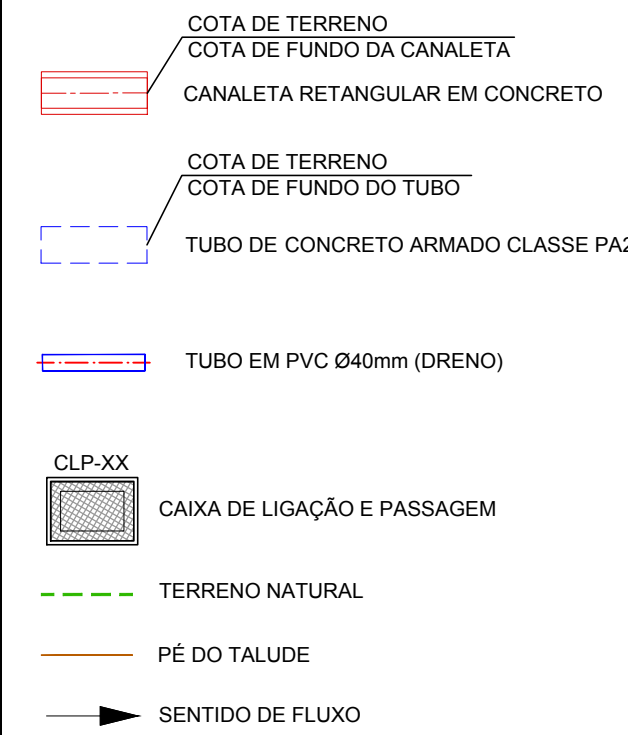 COTA DE TERRENO
COTA DE FUNDO DA CANALETA
CANALETA RETANGULAR EM CONCRETO
COTA DE TERRENO
COTA DE FUNDO DO TUBO
TUBO DE CONCRETO ARMADO CLASSE PA2
TUBO EM PVC Ø40mm (DRENO)
CLP-XX
CAIXA DE LIGAÇÃO E PASSAGEM
TERRENO NATURAL
PÉ DO TALUDE
SENTIDO DE FLUXO